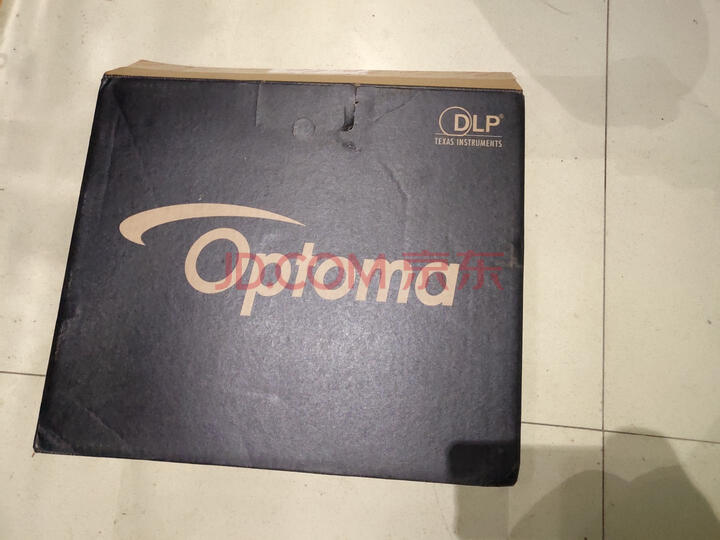 DLP®
TEXAS INSTRUMENTS
Optoma
JD.COM 京东